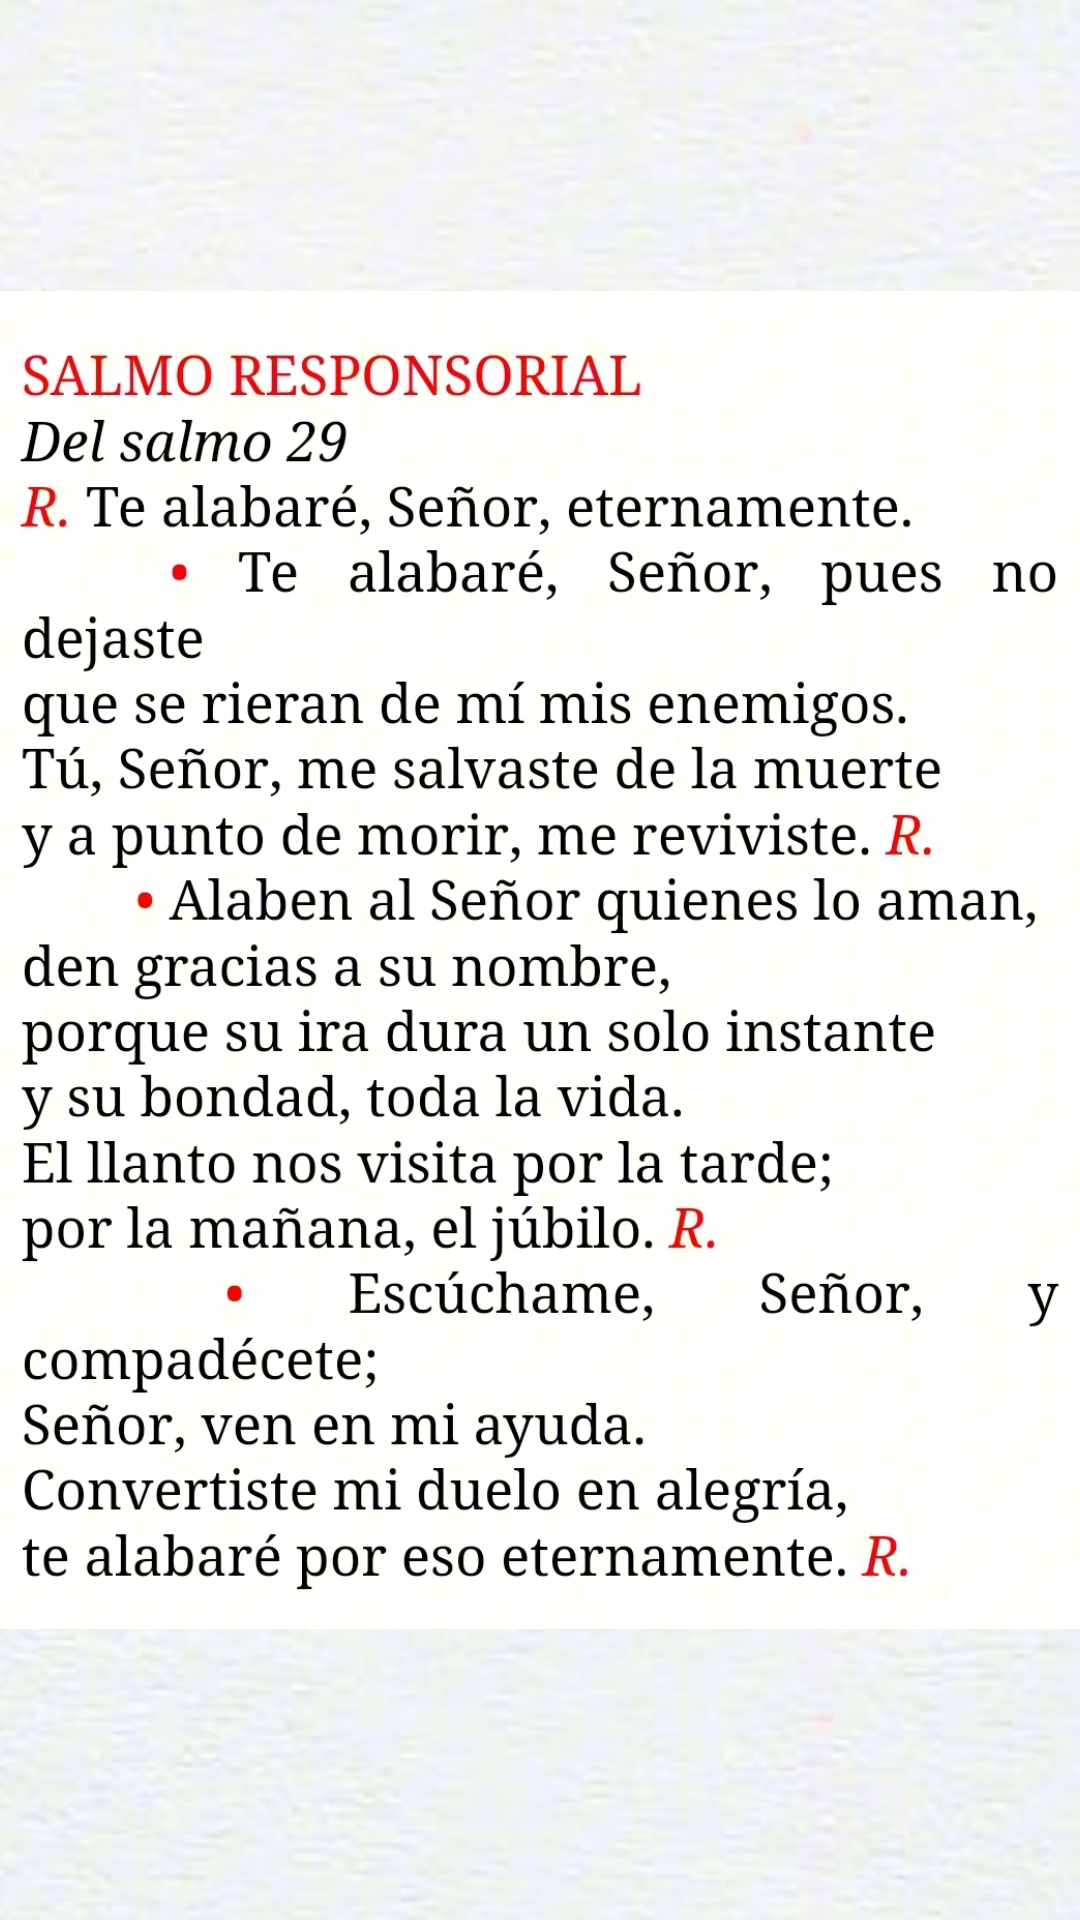 SALMO RESPONSORIAL
Del salmo 29
R. Te alabaré, Señor, eternamente.
• Te alabaré, Señor, pues no
dejaste
que se rieran de mí mis enemigos.
Tú, Señor, me salvaste de la muerte
y a punto de morir, me reviviste. R.
• Alaben al Señor quienes lo aman,
den gracias a su nombre,
porque su ira dura un solo instante
y su bondad, toda la vida.
El llanto nos visita por la tarde;
por la mañana, el júbilo. R.
• Escúchame, Señor, y
compadécete;
Señor, ven en mi ayuda.
Convertiste mi duelo en alegría,
te alabaré por eso eternamente. R.